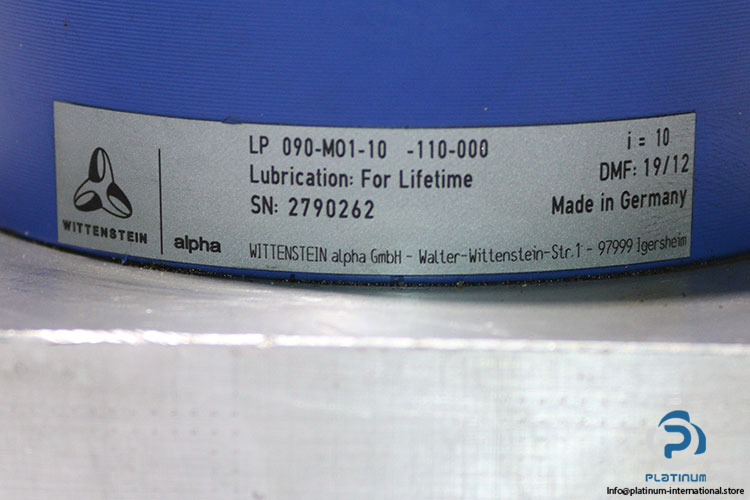 LP 090-M01-10 -110-000
i = 10
Lubrication: For Lifetime
DMF: 19/12
SN: 2790262
Made in Germany
WITTENSTEIN
alpha
WITTENSTEIN alpha GmbH - Walter-Wittenstein-Str.1 - 97999 Igersheim
PLATINUM
Info@platinum-international.store